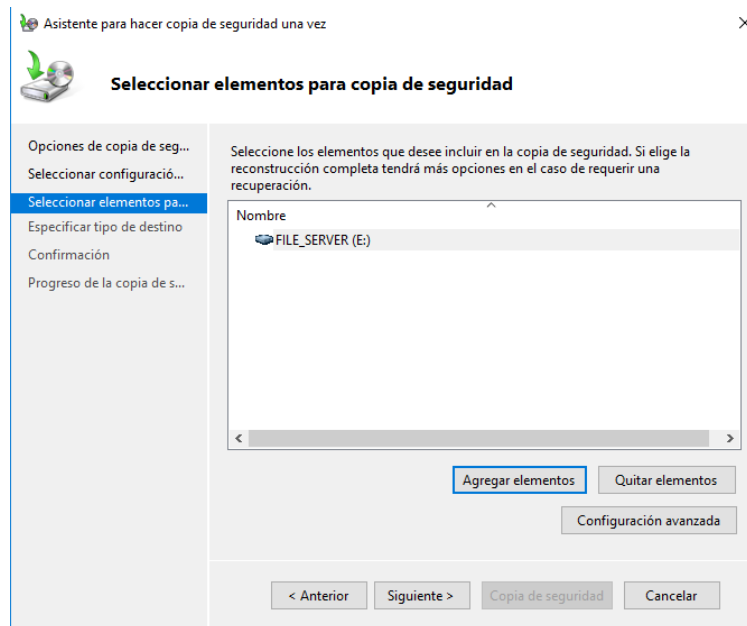 Asistente para hacer copia de seguridad una vez
Seleccionar elementos para copia de seguridad
Opciones de copia de seg...
Seleccionar configuració...
Seleccionar elementos pa...
Especificar tipo de destino
Confirmación
Progreso de la copia de s...
Seleccione los elementos que desee incluir en la copia de seguridad. Si elige la
reconstrucción completa tendrá más opciones en el caso de requerir una
recuperación.
Nombre
FILE_SERVER (E:)
Agregar elementos
Quitar elementos
Configuración avanzada
< Anterior
Siguiente >
Copia de seguridad
Cancelar